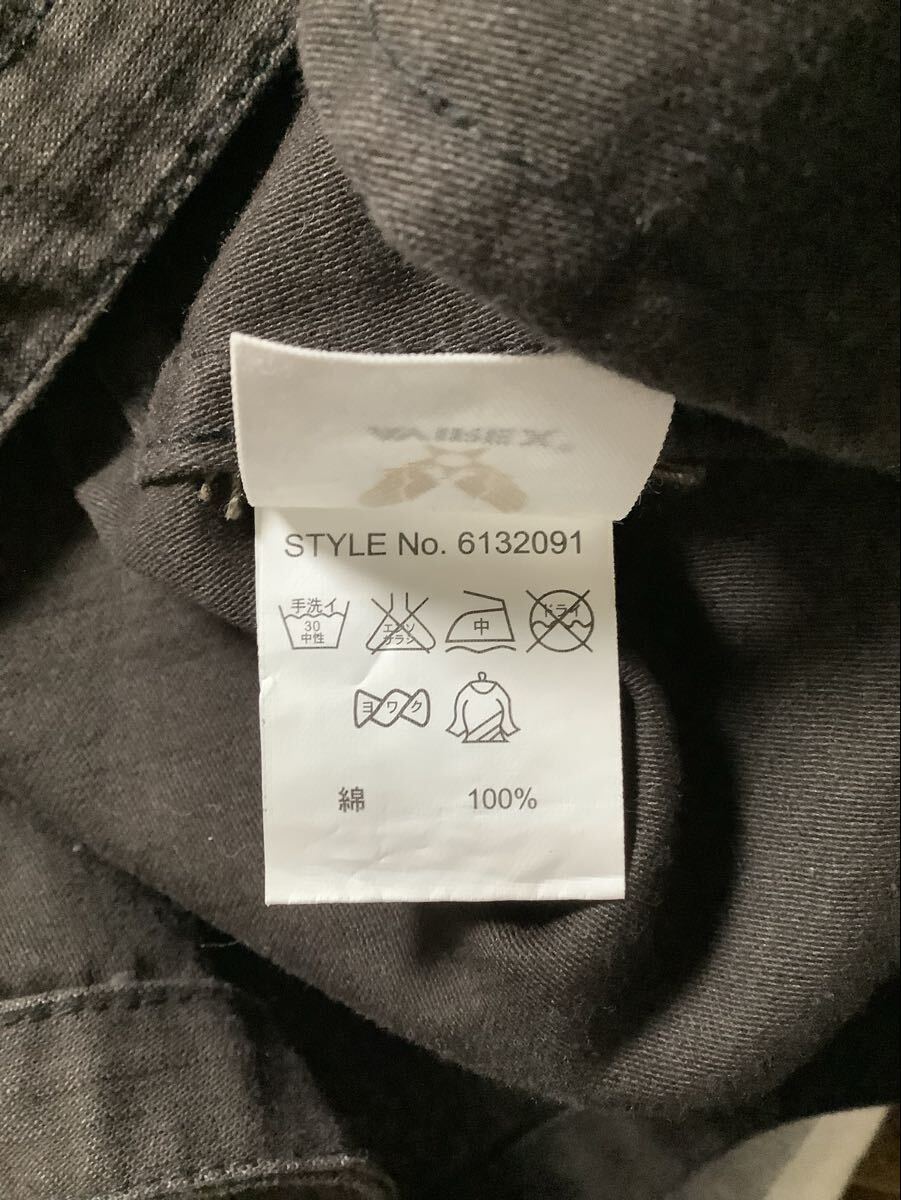 STYLE No. 6132091
手洗イ
30
中性
エンソ
サラシ
中
ドライ
ヨワク
綿 100%